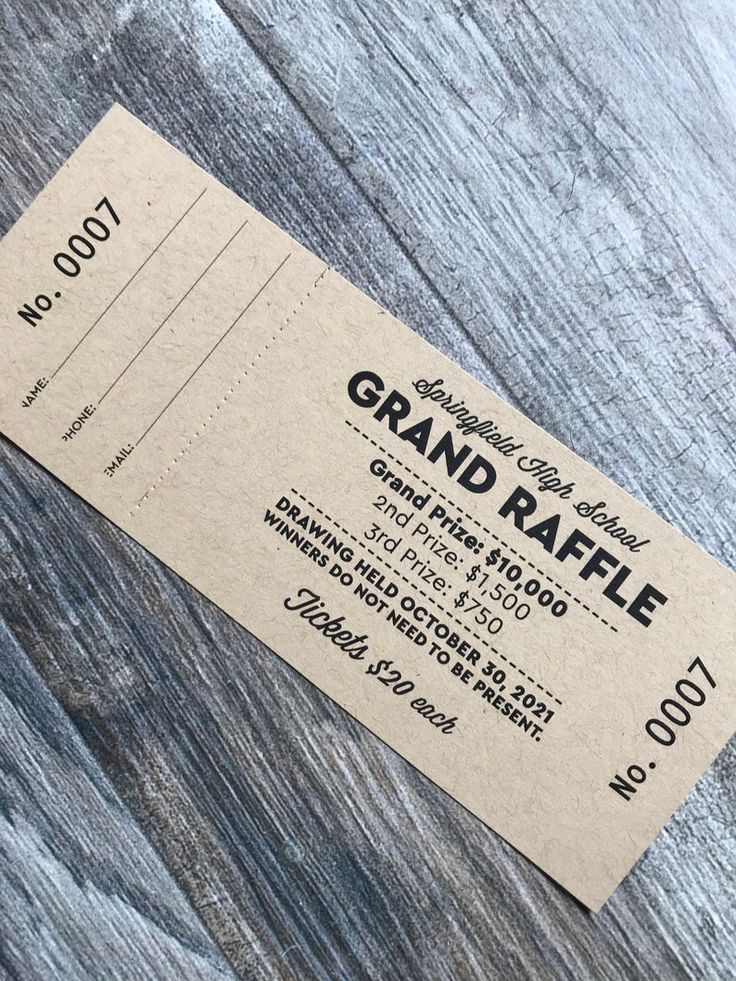 No. 0007
NAME:
PHONE:
EMAIL:
Springfield High School
GRAND RAFFLE
Grand Prize: $10,000
2nd Prize: $1,500
3rd Prize: $750
DRAWING HELD OCTOBER 30, 2021
WINNERS DO NOT NEED TO BE PRESENT.
Tickets $20 each
No. 0007